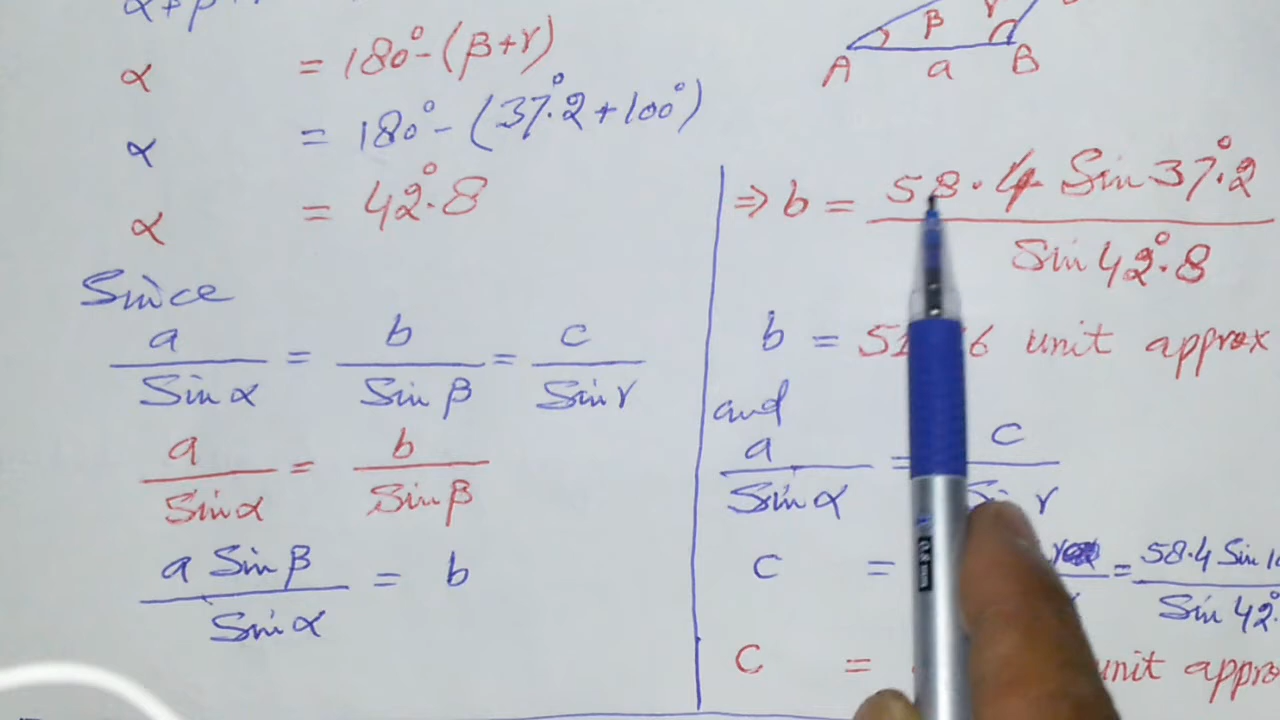 α = 180°-(β+γ)
α = 180°-(37°.2+100°)
α = 42°.8
Since
a/Sin α = b/Sin β = c/Sin γ
a/Sin α = b/Sin β
a Sin β/Sin α = b
β γ
A a B
⇒ b = 58.4 Sin 37°.2/Sin 42°.8
b = unit approx
and
a/Sin α = c/Sin γ
c = = 58.4 Sin/Sin 42°
c = unit